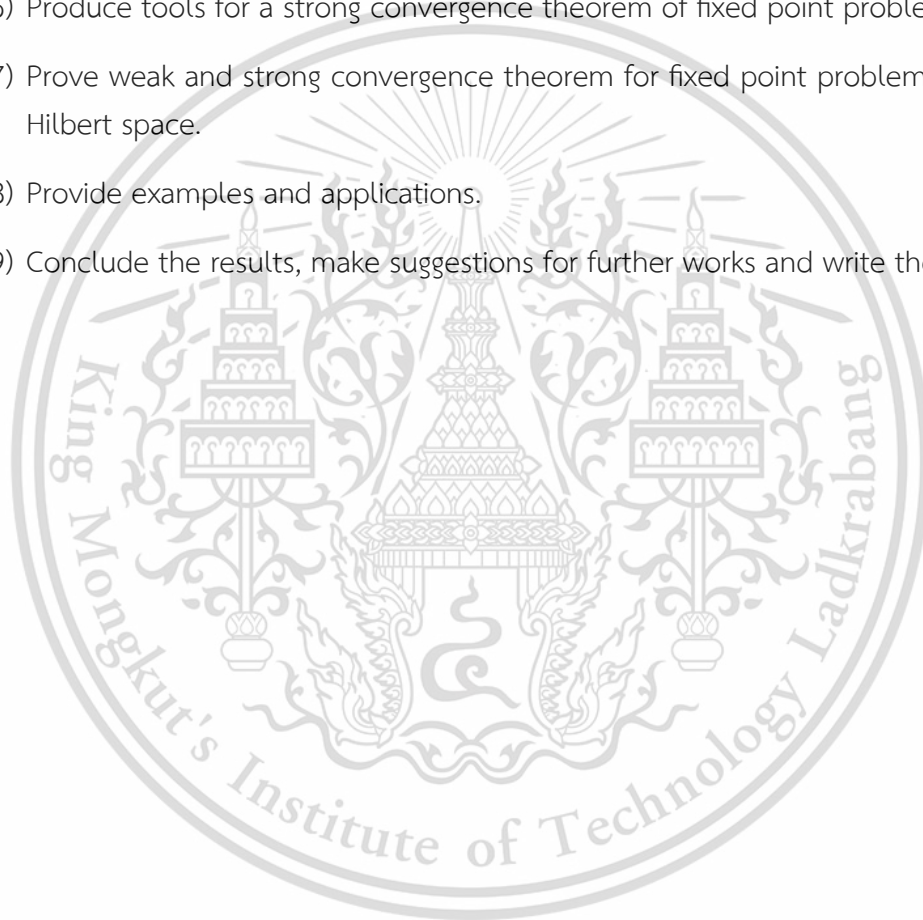 ) Produce tools for a strong convergence theorem of fixed point proble
7) Prove weak and strong convergence theorem for fixed point problem
Hilbert space.
8) Provide examples and applications.
9) Conclude the results, make suggestions for further works and write the
King Mongkut's Institute of Technology Ladkrabang